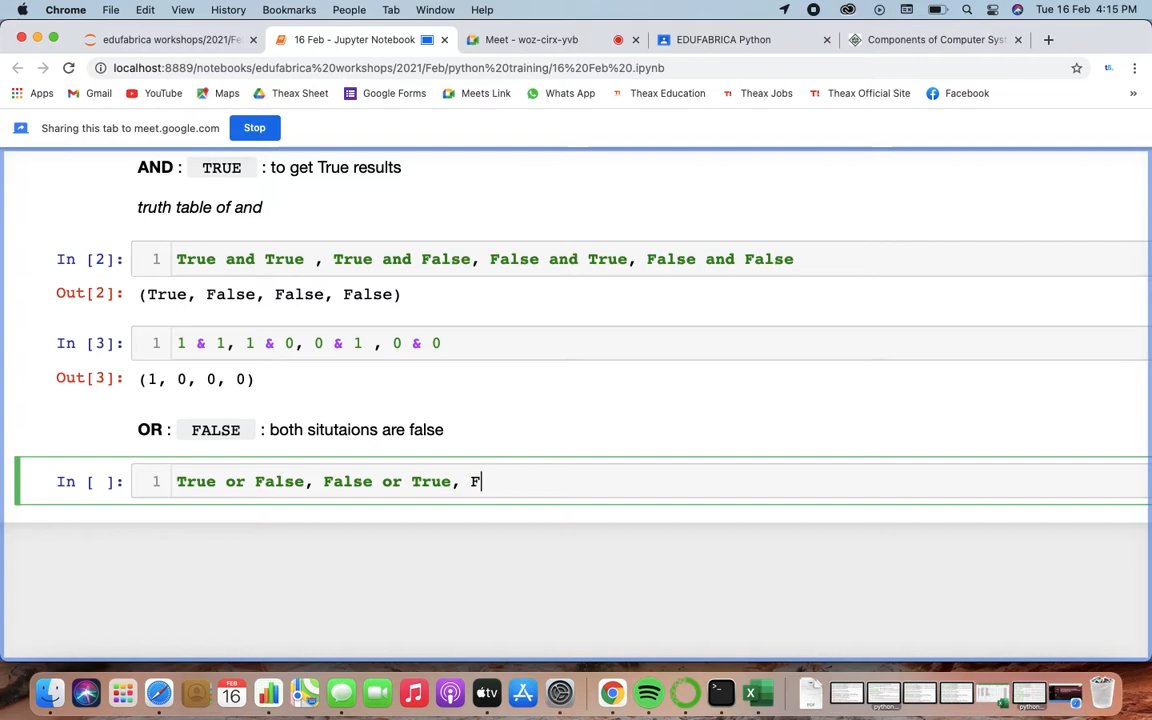 Chrome File Edit View History Bookmarks People Tab Window Help Tue 16 Feb 4:15 PM
edufabrica workshops/2021/Fe 16 Feb - Jupyter Notebook Meet - woz-cirx-yvb EDUFABRICA Python Components of Computer Sys
localhost:8889/notebooks/edufabrica%20workshops/2021/Feb/python%20training/16%20Feb%20.ipynb
Apps Gmail YouTube Maps Theax Sheet Google Forms Meets Link Whats App Theax Education Theax Jobs Theax Official Site Facebook »
Sharing this tab to meet.google.com Stop
AND : TRUE : to get True results
truth table of and
In [2]: 1 True and True , True and False, False and True, False and False
Out[2]: (True, False, False, False)
In [3]: 1 1 & 1, 1 & 0, 0 & 1 , 0 & 0
Out[3]: (1, 0, 0, 0)
OR : FALSE : both situtaions are false
In [ ]: 1 True or False, False or True, F
FEB
16
tv